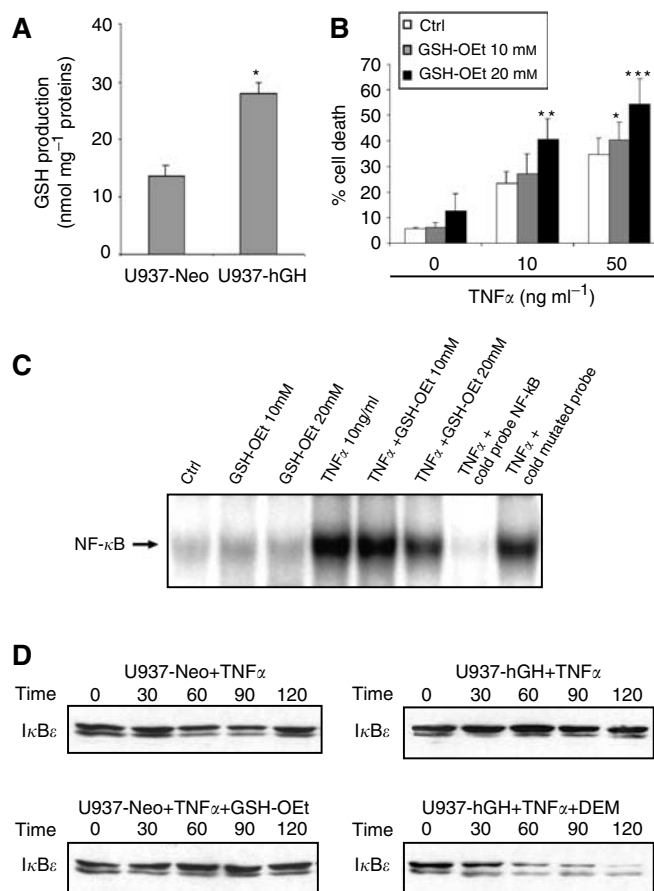 A
GSH production
(nmol mg−1 proteins)
40
30
20
10
0
*
U937-Neo U937-hGH
B
Ctrl
GSH-OEt 10 mM
GSH-OEt 20 mM
% cell death
70
60
50
40
30
20
10
0
**
*
***
0 10 50
TNFα (ng ml−1)
C
Ctrl
GSH-OEt 10mM
GSH-OEt 20mM
TNFα 10ng/ml
TNFα +GSH-OEt 10mM
TNFα +GSH-OEt 20mM
TNFα +
cold probe NF-kB
TNFα +
cold mutated probe
NF-κB
D
U937-Neo+TNFα
Time 0 30 60 90 120
IκBε
U937-hGH+TNFα
Time 0 30 60 90 120
IκBε
U937-Neo+TNFα+GSH-OEt
Time 0 30 60 90 120
IκBε
U937-hGH+TNFα+DEM
Time 0 30 60 90 120
IκBε